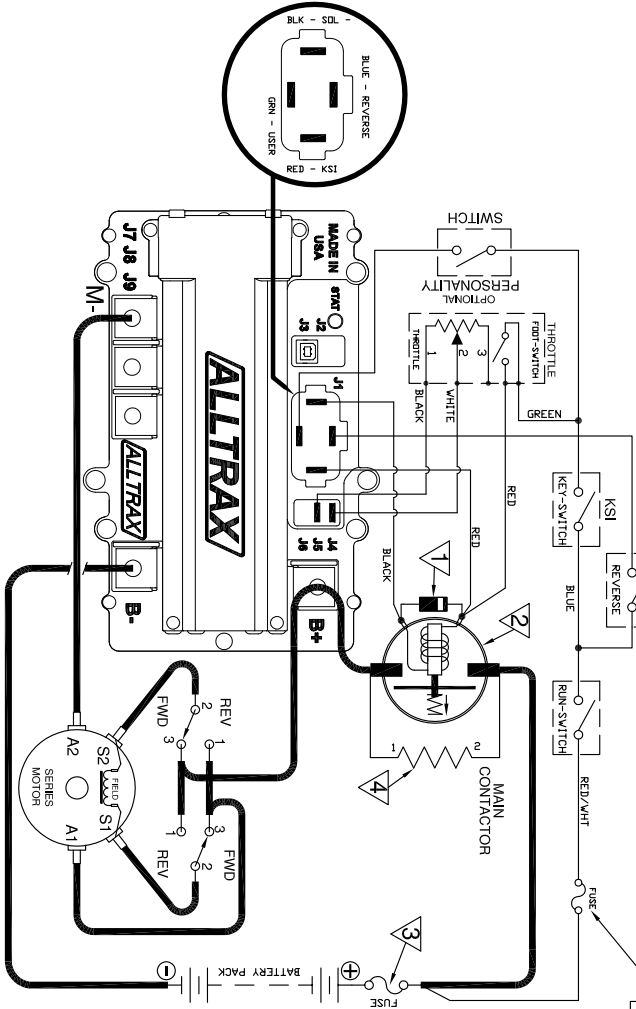 BLK - SOL -
BLUE - REVERSE
GRN - USER
RED - KSI
SWITCH
PERSONALITY
OPTIONAL
THROTTLE
FOOT-SWITCH
THROTTLE
1
2
3
BLACK
WHITE
GREEN
RED
KSI
KEY-SWITCH
BLUE
REVERSE
RUN-SWITCH
RED/WHT
FUSE
MADE IN
USA
STAT
J2
J3
J1
J4
J5
J6
J7 J8 J9
M-
ALLTRAX
ALLTRAX
B-
B+
BLACK
RED
1
2
1
2
4
MAIN
CONTACTOR
3
FUSE
+
BATTERY PACK
-
REV
FWD
2
3
1
1
3
2
FWD
REV
A2
S2
FIELD
S1
A1
SERIES
MOTOR